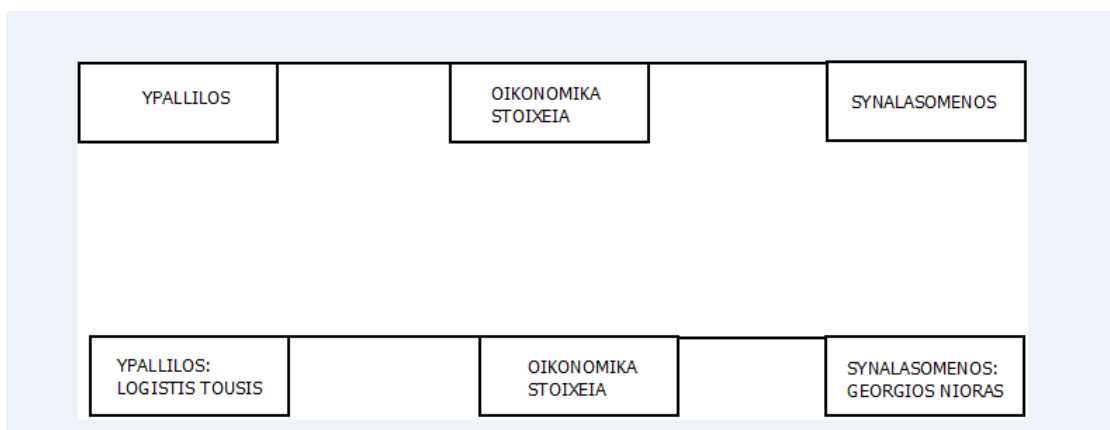 YPALLILOS
OIKONOMIKA
STOIXEIA
SYNALASOMENOS
YPALLILOS:
LOGISTIS TOUSIS
OIKONOMIKA
STOIXEIA
SYNALASOMENOS:
GEORGIOS NIORAS